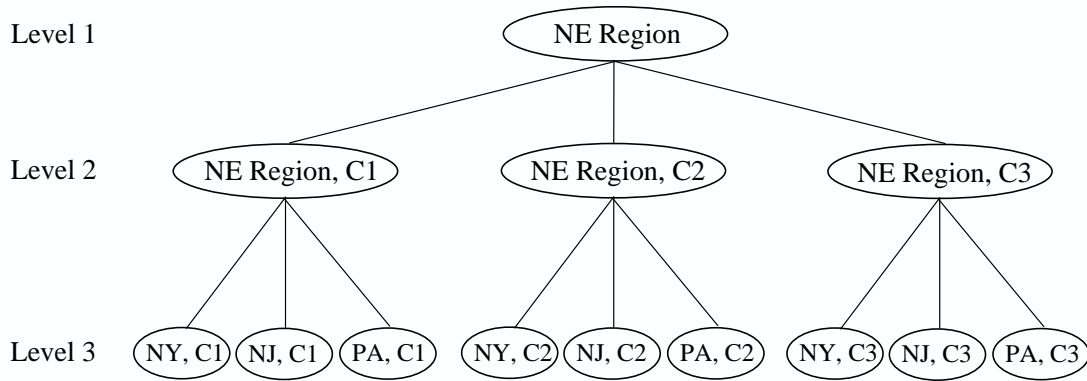 Level 1
NE Region
Level 2
NE Region, C1
NE Region, C2
NE Region, C3
Level 3
NY, C1
NJ, C1
PA, C1
NY, C2
NJ, C2
PA, C2
NY, C3
NJ, C3
PA, C3